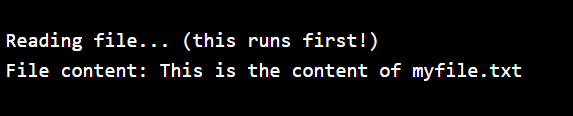 Reading file... (this runs first!)
File content: This is the content of myfile.txt